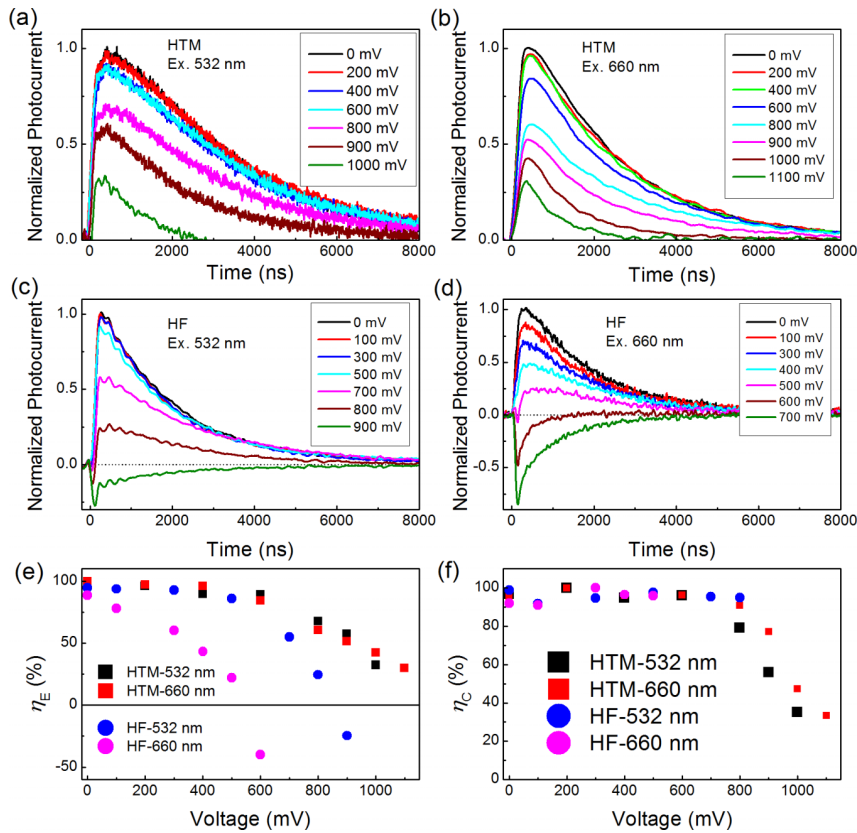 (a)
HTM
Ex. 532 nm
0 mV
200 mV
400 mV
600 mV
800 mV
900 mV
1000 mV
Normalized Photocurrent
1.0
0.5
0.0
0 2000 4000 6000 8000
Time (ns)
(b)
HTM
Ex. 660 nm
0 mV
200 mV
400 mV
600 mV
800 mV
900 mV
1000 mV
1100 mV
Normalized Photocurrent
1.0
0.5
0.0
0 2000 4000 6000 8000
Time (ns)
(c)
HF
Ex. 532 nm
0 mV
100 mV
300 mV
500 mV
700 mV
800 mV
900 mV
Normalized Photocurrent
1.0
0.5
0.0
0 2000 4000 6000 8000
Time (ns)
(d)
HF
Ex. 660 nm
0 mV
100 mV
300 mV
400 mV
500 mV
600 mV
700 mV
Normalized Photocurrent
1.0
0.5
0.0
-0.5
0 2000 4000 6000 8000
Time (ns)
(e)
HTM-532 nm
HTM-660 nm
HF-532 nm
HF-660 nm
ηE (%)
100
50
0
-50
0 200 400 600 800 1000
Voltage (mV)
(f)
HTM-532 nm
HTM-660 nm
HF-532 nm
HF-660 nm
ηC (%)
100
80
60
40
20
0
0 200 400 600 800 1000
Voltage (mV)